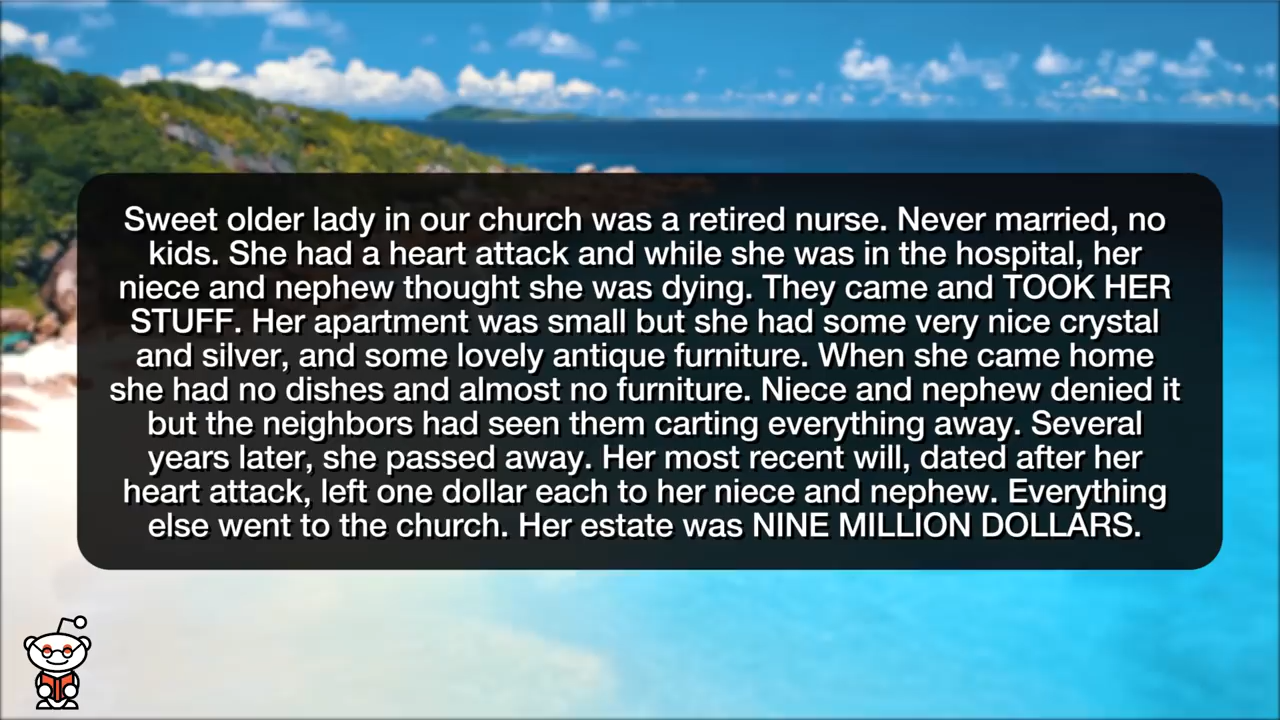 Sweet older lady in our church was a retired nurse. Never married, no
kids. She had a heart attack and while she was in the hospital, her
niece and nephew thought she was dying. They came and TOOK HER
STUFF. Her apartment was small but she had some very nice crystal
and silver, and some lovely antique furniture. When she came home
she had no dishes and almost no furniture. Niece and nephew denied it
but the neighbors had seen them carting everything away. Several
years later, she passed away. Her most recent will, dated after her
heart attack, left one dollar each to her niece and nephew. Everything
else went to the church. Her estate was NINE MILLION DOLLARS.